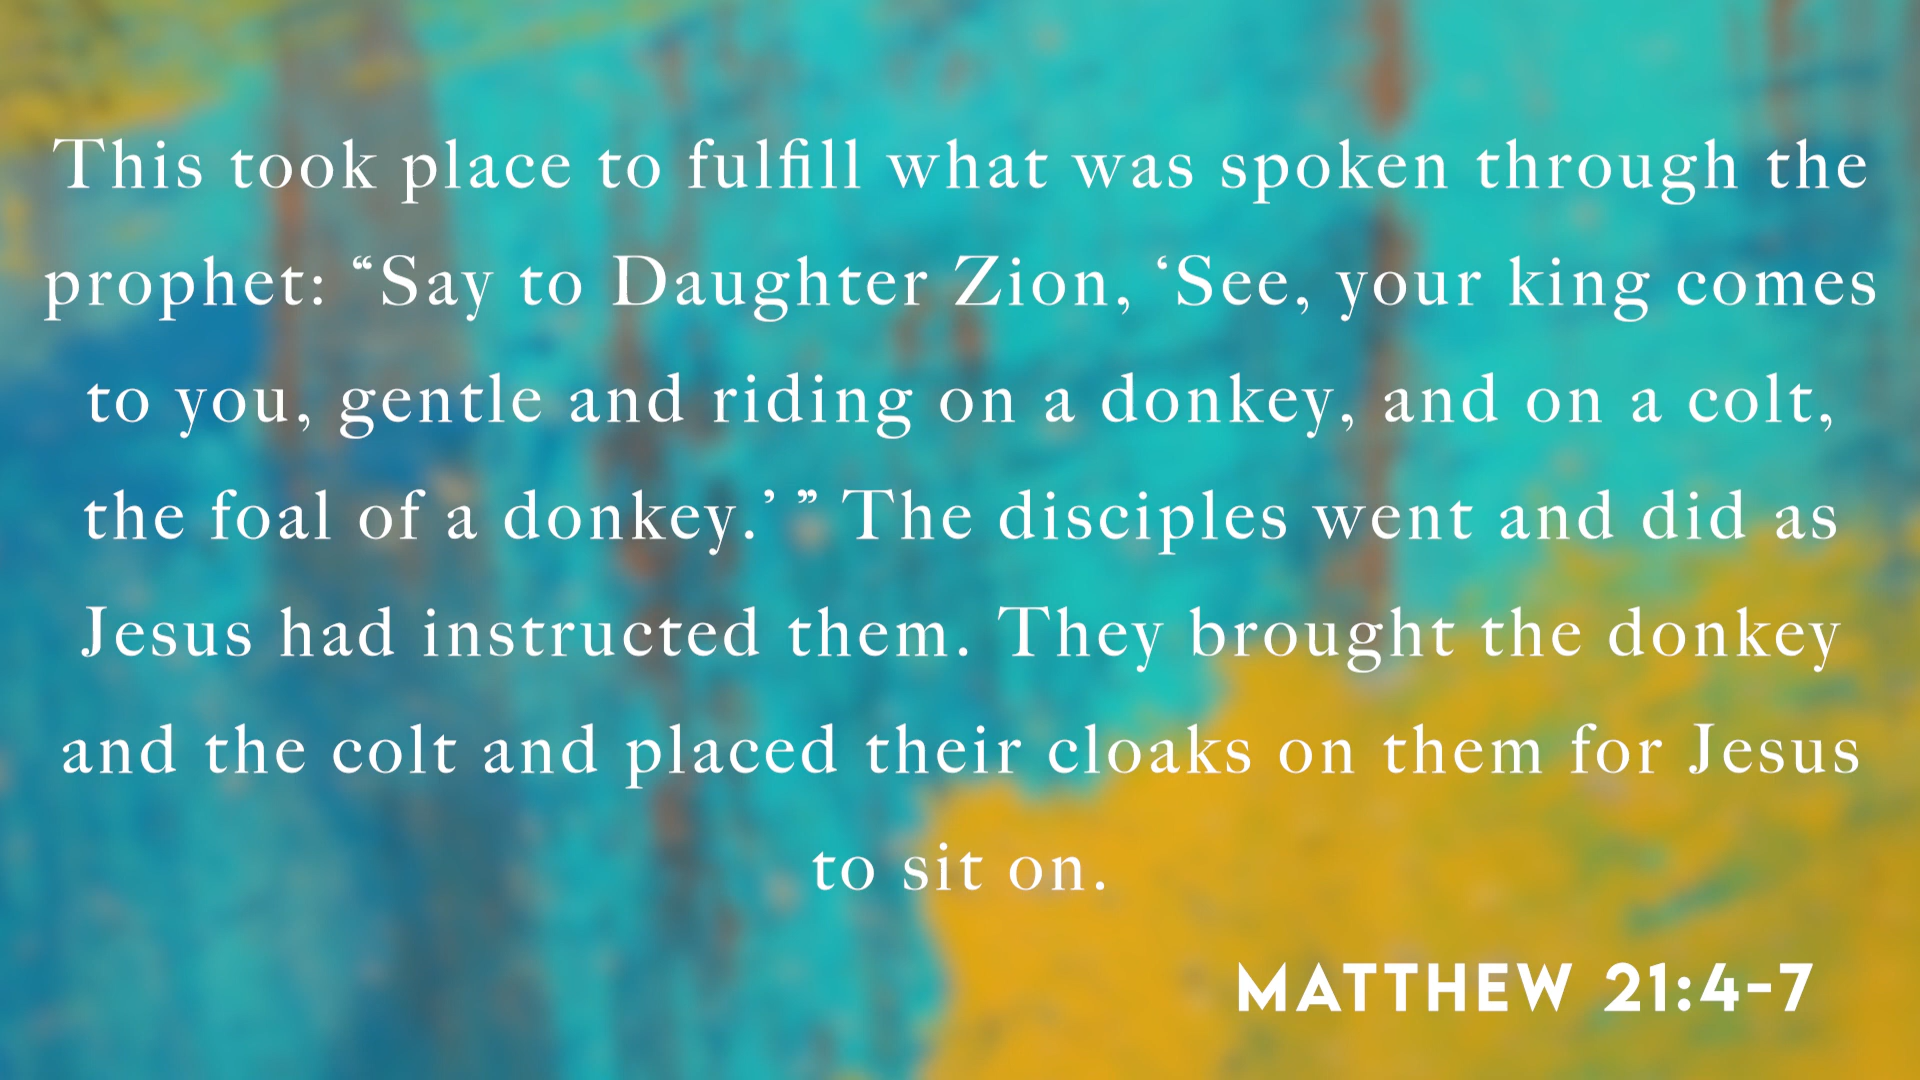 This took place to fulfill what was spoken through the
prophet: “Say to Daughter Zion, ‘See, your king comes
to you, gentle and riding on a donkey, and on a colt,
the foal of a donkey.’ ” The disciples went and did as
Jesus had instructed them. They brought the donkey
and the colt and placed their cloaks on them for Jesus
to sit on.
MATTHEW 21:4-7